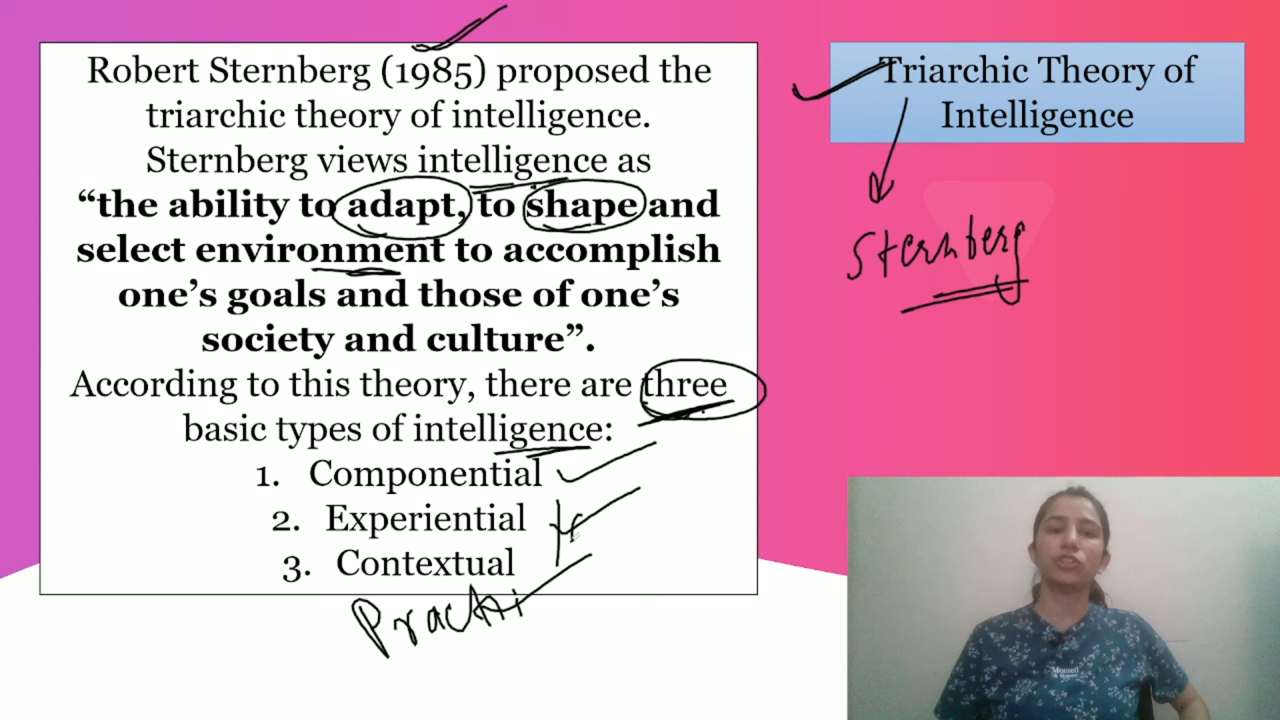 Robert Sternberg (1985) proposed the
triarchic theory of intelligence.
Sternberg views intelligence as
“the ability to adapt, to shape and
select environment to accomplish
one’s goals and those of one’s
society and culture”.
According to this theory, there are three
basic types of intelligence:
1. Componential
2. Experiential
3. Contextual
Practi
Triarchic Theory of
Intelligence
Sternberg